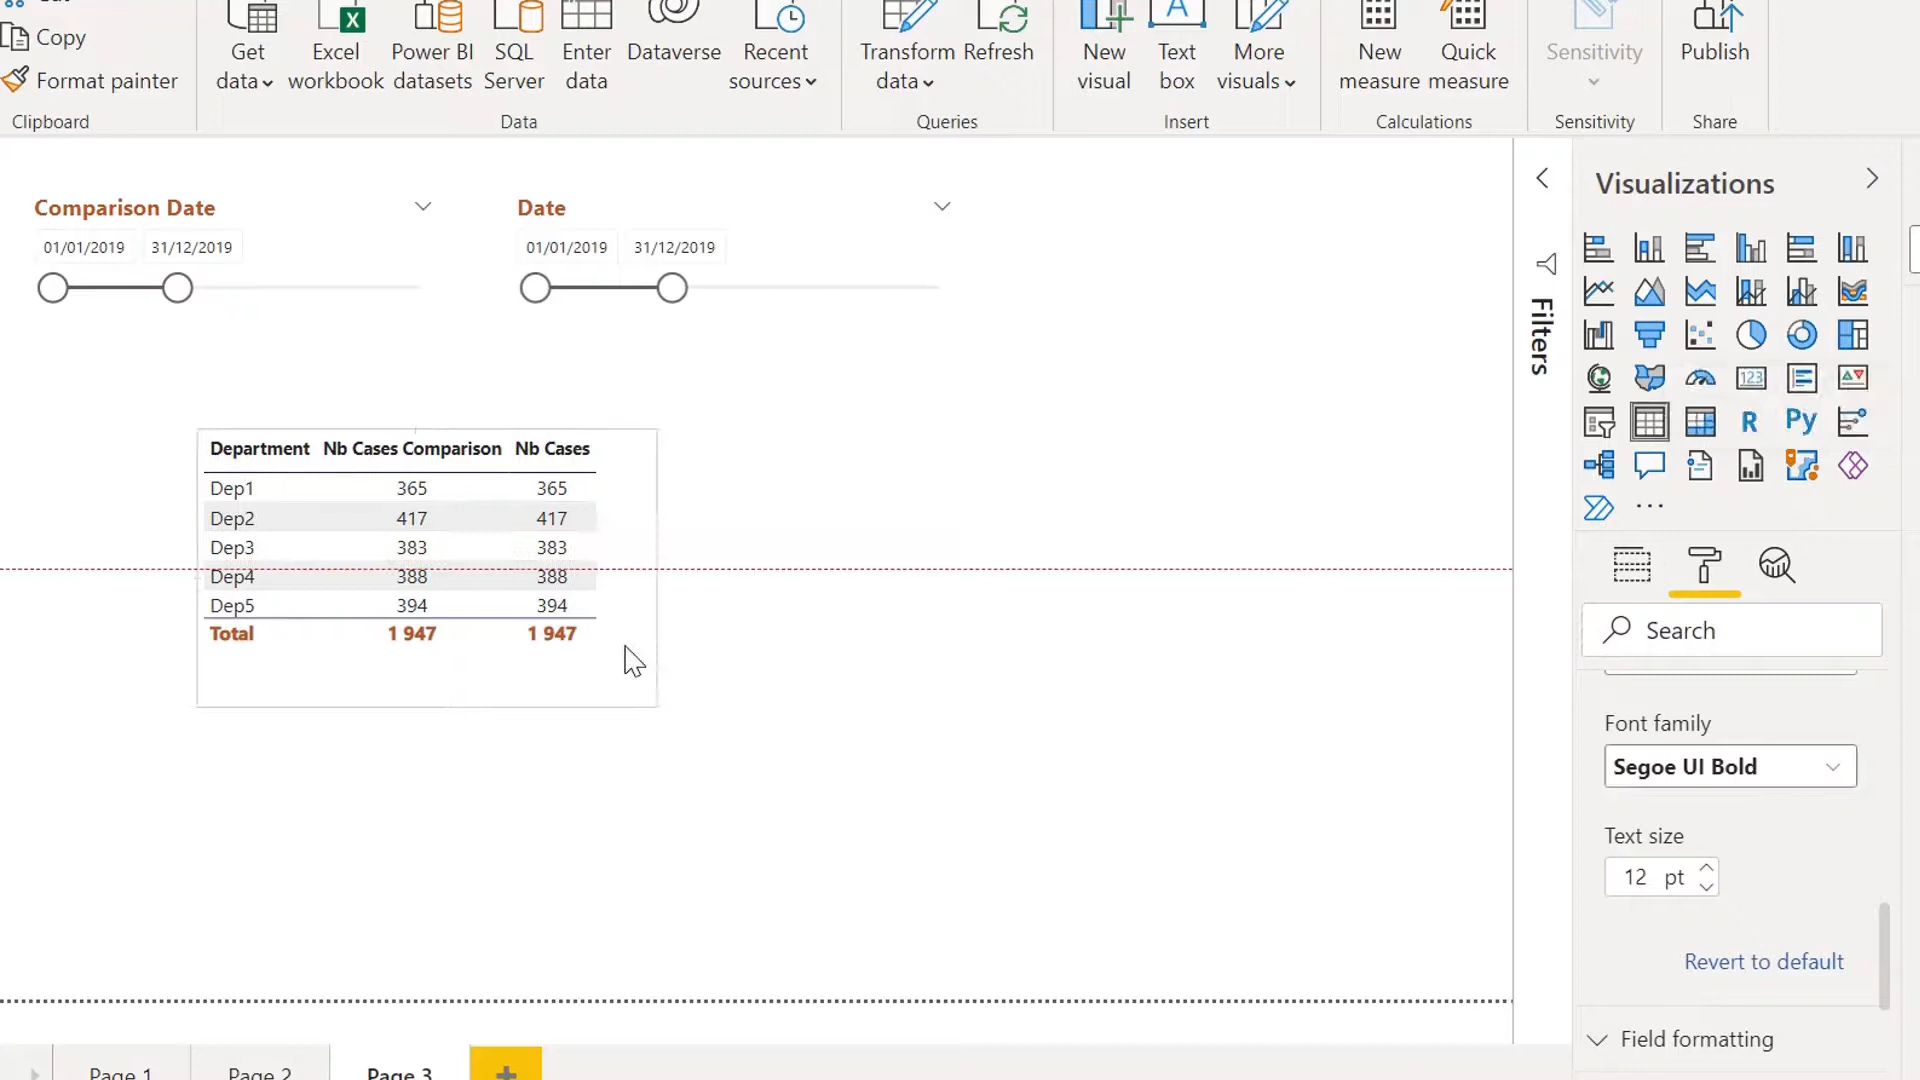 Copy
Format painter
Clipboard
Get data
Excel workbook
Power BI datasets
SQL Server
Enter data
Dataverse
Recent sources
Data
Transform data
Refresh
Queries
New visual
Text box
More visuals
Insert
New measure
Quick measure
Calculations
Sensitivity
Sensitivity
Publish
Share
Comparison Date
01/01/2019 31/12/2019
Date
01/01/2019 31/12/2019
Department Nb Cases Comparison Nb Cases
Dep1 365 365
Dep2 417 417
Dep3 383 383
Dep4 388 388
Dep5 394 394
Total 1 947 1 947
Filters
Visualizations
123
R
Py
Search
Font family
Segoe UI Bold
Text size
12 pt
Revert to default
Field formatting
Page 1
Page 2
Page 3